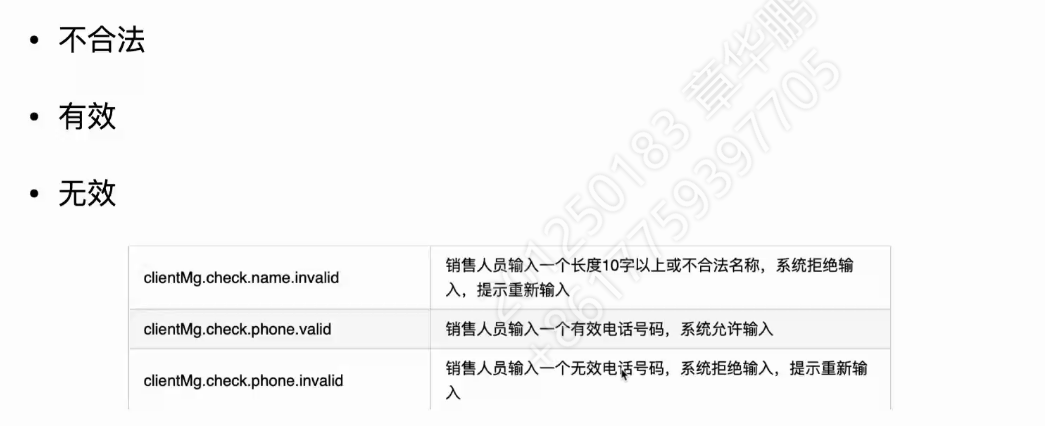 • 不合法
• 有效
• 无效
clientMg.check.name.invalid
销售人员输入一个长度10字以上或不合法名称，系统拒绝输
入，提示重新输入
clientMg.check.phone.valid
销售人员输入一个有效电话号码，系统允许输入
clientMg.check.phone.invalid
销售人员输入一个无效电话号码，系统拒绝输入，提示重新输
入
章华鹏
+8617759397705